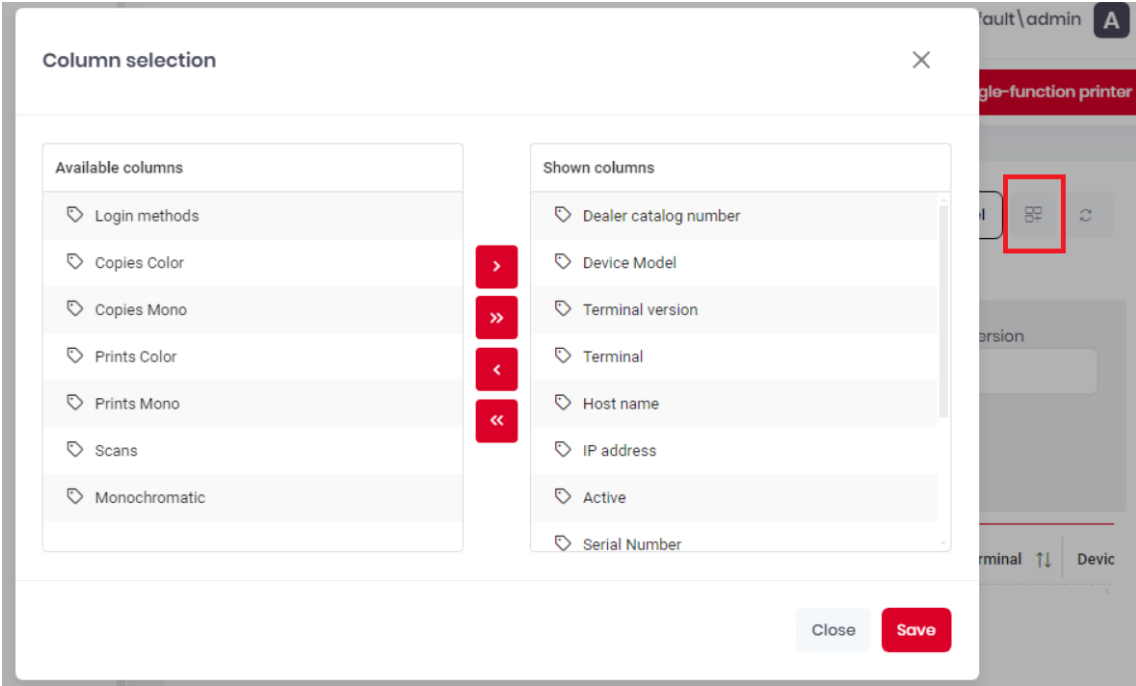 default\admin
A
Column selection
gle-function printer
Available columns
Shown columns
Login methods
Dealer catalog number
el
Copies Color
Device Model
Copies Mono
Terminal version
ersion
Prints Color
Terminal
Prints Mono
Host name
Scans
IP address
Monochromatic
Active
Serial Number
rminal
Devic
Close
Save